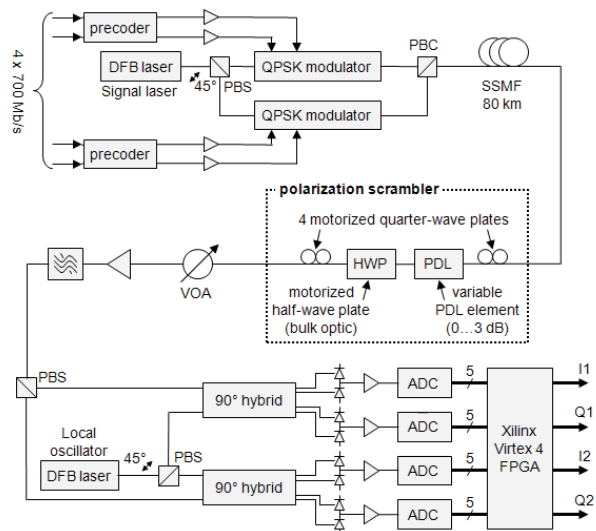 4 x 700 Mb/s
precoder
DFB laser
Signal laser
45°
PBS
QPSK modulator
QPSK modulator
PBC
SSMF
80 km
precoder
polarization scrambler
4 motorized quarter-wave plates
HWP
PDL
VOA
motorized
half-wave plate
(bulk optic)
variable
PDL element
(0...3 dB)
PBS
90° hybrid
Local
oscillator
DFB laser
45°
PBS
90° hybrid
ADC
5
ADC
5
ADC
5
ADC
5
Xilinx
Virtex 4
FPGA
I1
Q1
I2
Q2